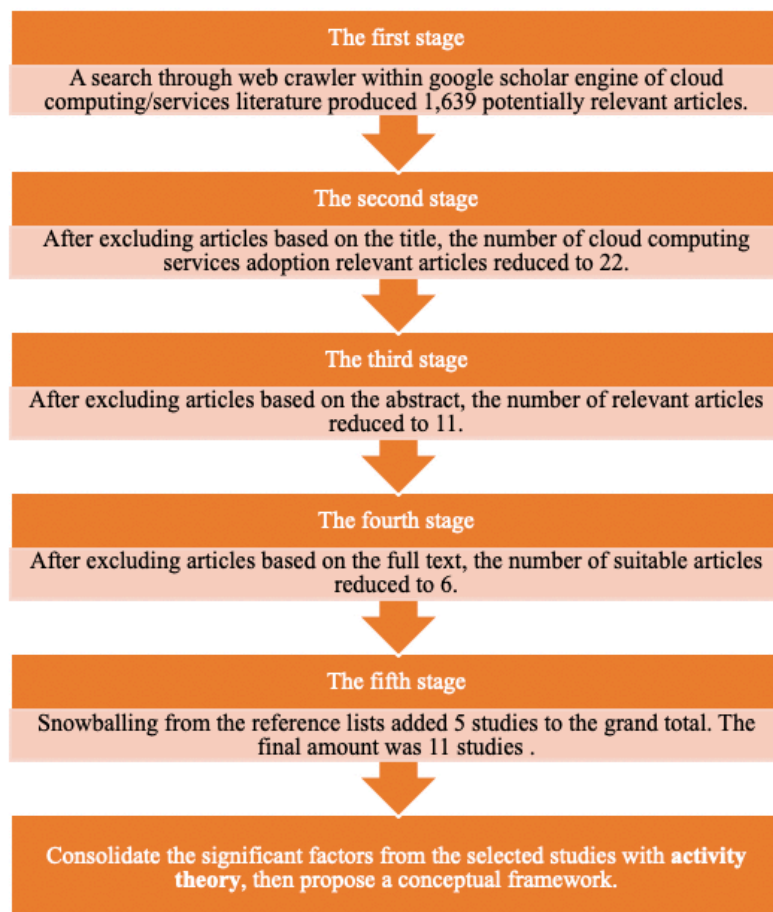 The first stage
A search through web crawler within google scholar engine of cloud
computing/services literature produced 1,639 potentially relevant articles.
The second stage
After excluding articles based on the title, the number of cloud computing
services adoption relevant articles reduced to 22.
The third stage
After excluding articles based on the abstract, the number of relevant articles
reduced to 11.
The fourth stage
After excluding articles based on the full text, the number of suitable articles
reduced to 6.
The fifth stage
Snowballing from the reference lists added 5 studies to the grand total. The
final amount was 11 studies .
Consolidate the significant factors from the selected studies with activity
theory, then propose a conceptual framework.